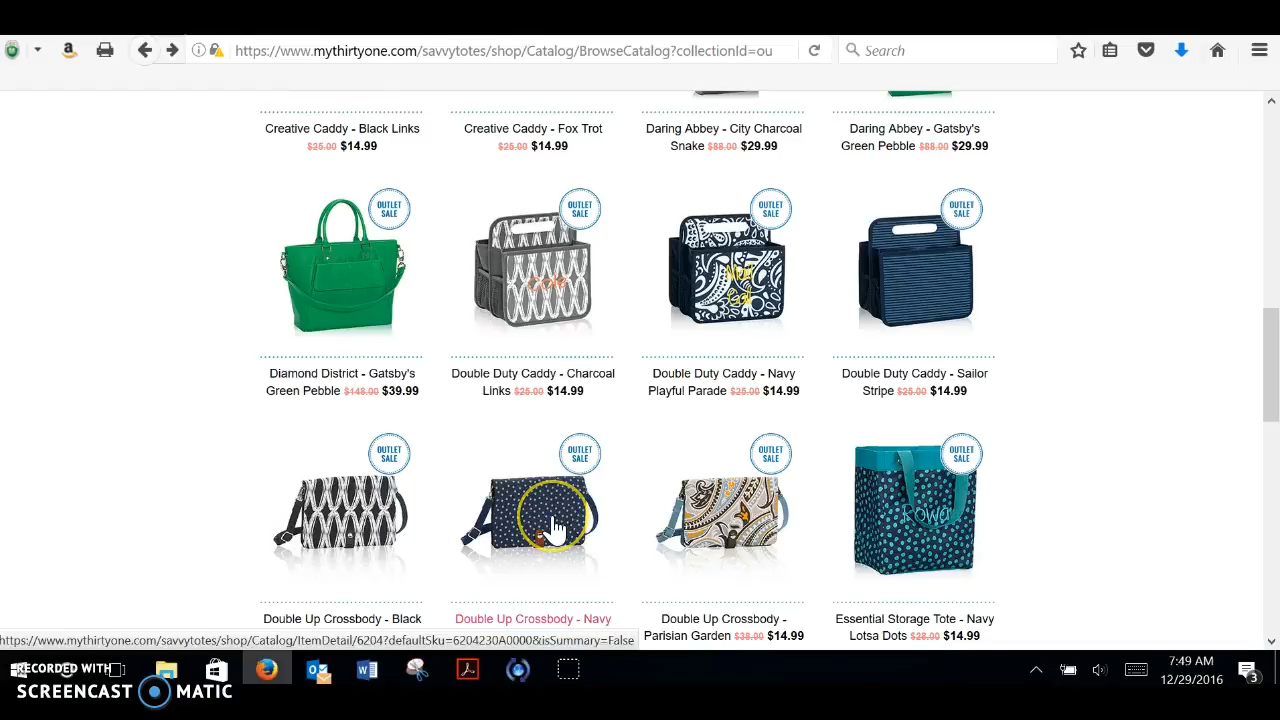 https://www.mythirtyone.com/savvytotes/shop/Catalog/BrowseCatalog?collectionId=ou
Search
Creative Caddy - Black Links
$25.00 $14.99
Creative Caddy - Fox Trot
$25.00 $14.99
Daring Abbey - City Charcoal
Snake $88.00 $29.99
Daring Abbey - Gatsby's
Green Pebble $88.00 $29.99
OUTLET
SALE
OUTLET
SALE
OUTLET
SALE
OUTLET
SALE
Cole
Diamond District - Gatsby's
Green Pebble $148.00 $39.99
Double Duty Caddy - Charcoal
Links $25.00 $14.99
Double Duty Caddy - Navy
Playful Parade $25.00 $14.99
Double Duty Caddy - Sailor
Stripe $25.00 $14.99
OUTLET
SALE
OUTLET
SALE
OUTLET
SALE
OUTLET
SALE
Rowan
Double Up Crossbody - Black
Double Up Crossbody - Navy
Double Up Crossbody -
Parisian Garden $38.00 $14.99
Essential Storage Tote - Navy
Lotsa Dots $28.00 $14.99
https://www.mythirtyone.com/savvytotes/shop/Catalog/ItemDetail/6204?defaultSku=6204230A0000&isSummary=False
RECORDED WITH
SCREENCAST MATIC
7:49 AM
12/29/2016
3